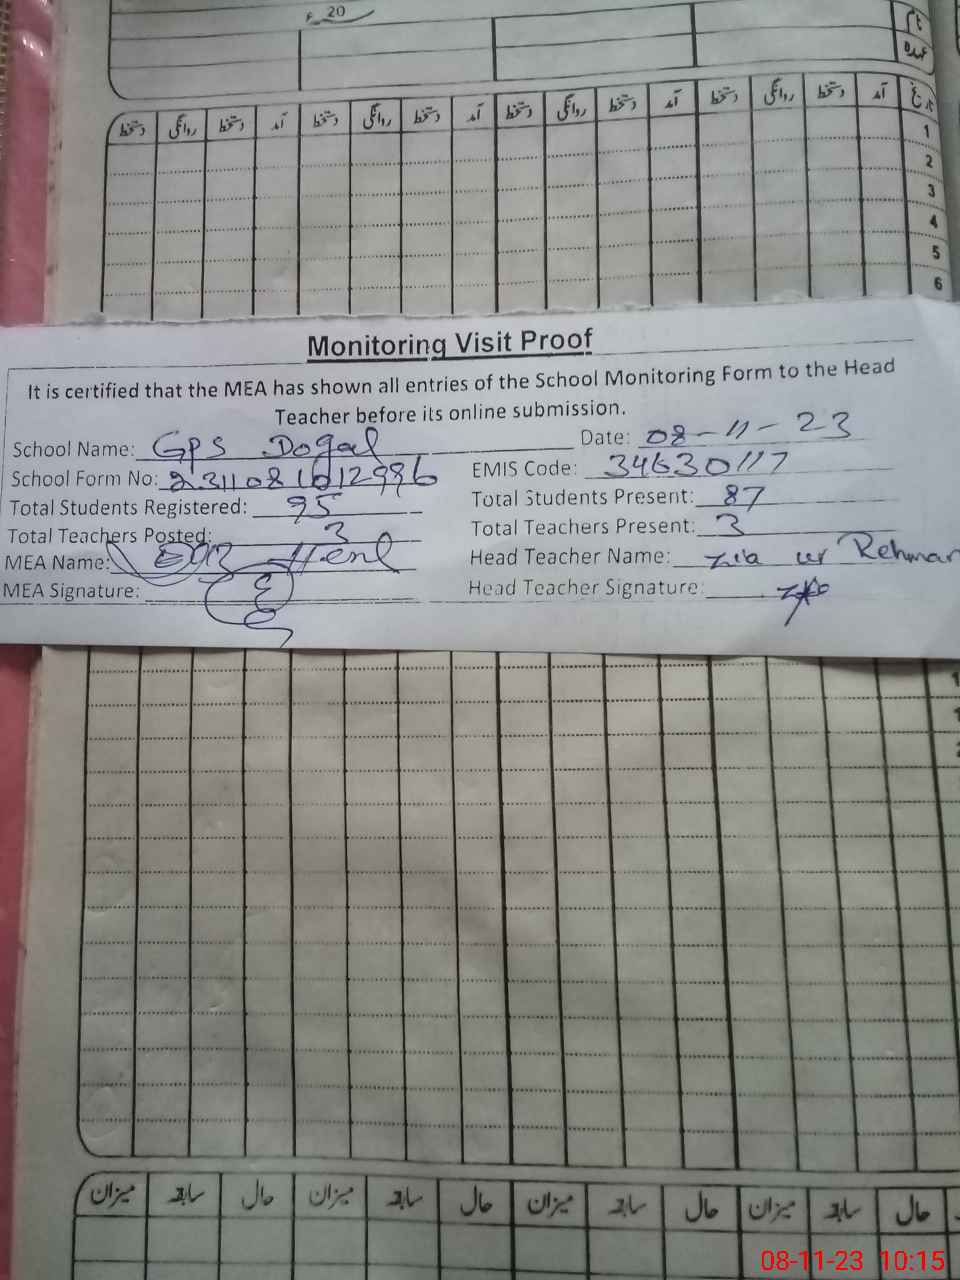 20
نام
عہدہ
تاریخ آمد دستخط روانگی دستخط آمد دستخط روانگی دستخط آمد دستخط روانگی دستخط آمد دستخط روانگی دستخط
1
2
3
4
5
6
Monitoring Visit Proof
It is certified that the MEA has shown all entries of the School Monitoring Form to the Head
Teacher before its online submission.
School Name: GPS Dogal Date: 08-11-23
School Form No: EMIS Code: 34630117
Total Students Registered: 95 Total Students Present: 87
Total Teachers Posted: 3 Total Teachers Present: 3
MEA Name: Head Teacher Name: Zia ur Rehman
MEA Signature: Head Teacher Signature:
حال سابقہ میزان حال سابقہ میزان حال سابقہ میزان حال سابقہ میزان
08-11-23 10:15